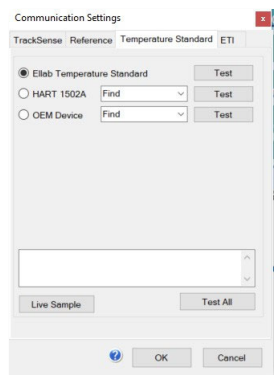 Communication Settings x
TrackSense Reference Temperature Standard ETI
Ellab Temperature Standard Test
HART 1502A Find Test
OEM Device Find Test
Live Sample Test All
? OK Cancel